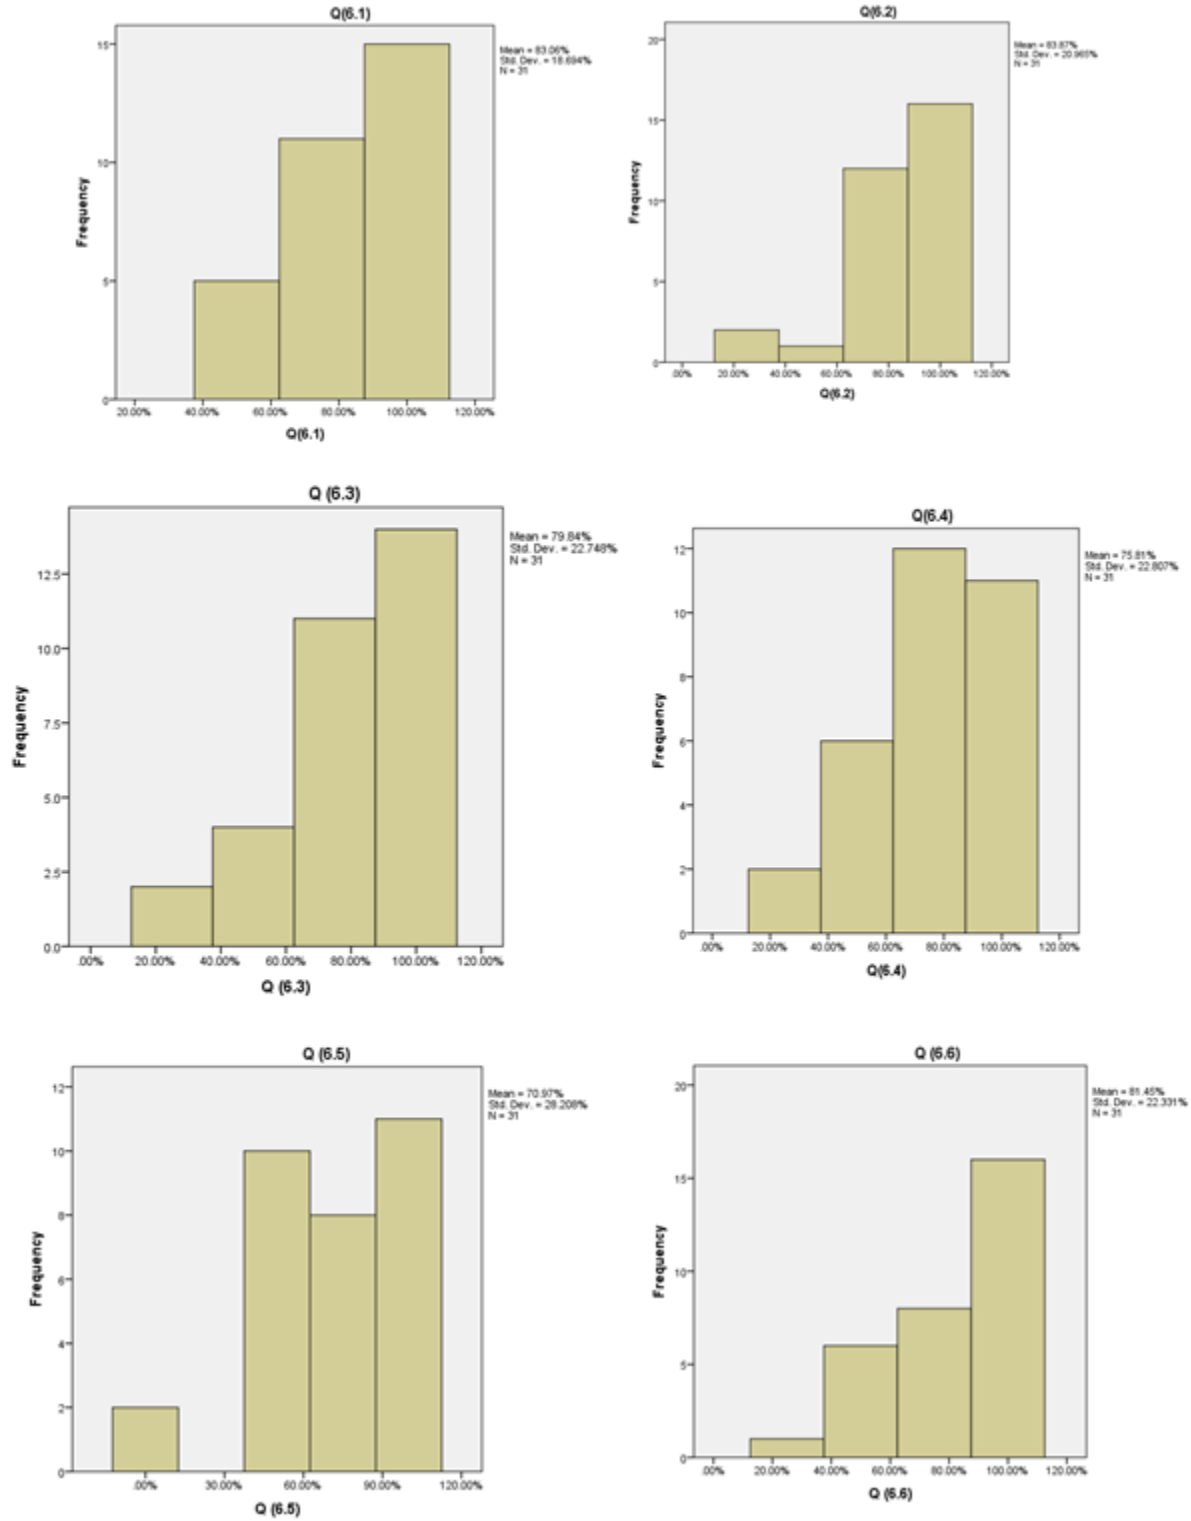 Q(6.1)
Mean = 83.06%
Std. Dev. = 18.694%
N = 31
15
10
5
0
Frequency
20.00% 40.00% 60.00% 80.00% 100.00% 120.00%
Q(6.1)
Q(6.2)
Mean = 83.87%
Std. Dev. = 20.965%
N = 31
20
15
10
5
0
Frequency
.00% 20.00% 40.00% 60.00% 80.00% 100.00% 120.00%
Q(6.2)
Q (6.3)
Mean = 79.84%
Std. Dev. = 22.748%
N = 31
12.5
10.0
7.5
5.0
2.5
0.0
Frequency
.00% 20.00% 40.00% 60.00% 80.00% 100.00% 120.00%
Q (6.3)
Q(6.4)
Mean = 75.81%
Std. Dev. = 22.807%
N = 31
12
10
8
6
4
2
0
Frequency
.00% 20.00% 40.00% 60.00% 80.00% 100.00% 120.00%
Q(6.4)
Q (6.5)
Mean = 70.97%
Std. Dev. = 28.208%
N = 31
12
10
8
6
4
2
0
Frequency
.00% 30.00% 60.00% 90.00% 120.00%
Q (6.5)
Q (6.6)
Mean = 81.45%
Std. Dev. = 22.331%
N = 31
20
15
10
5
0
Frequency
.00% 20.00% 40.00% 60.00% 80.00% 100.00% 120.00%
Q (6.6)